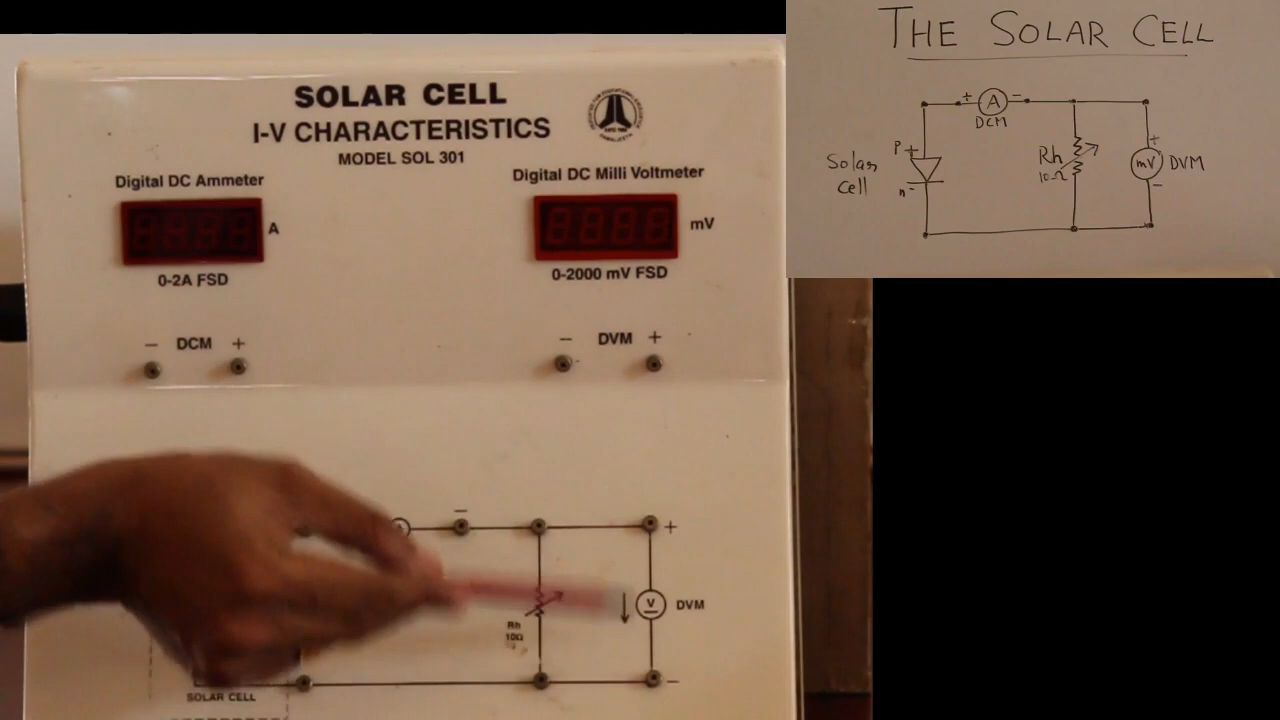 SOLAR CELL
I-V CHARACTERISTICS
MODEL SOL 301
Digital DC Ammeter
Digital DC Milli Voltmeter
A
mV
0-2A FSD
0-2000 mV FSD
− DCM +
− DVM +
−
+
V
DVM
Rh
10Ω
−
SOLAR CELL
THE SOLAR CELL
+ A −
DCM
P +
Solar
Cell
n -
Rh
10Ω
+
mV DVM
−